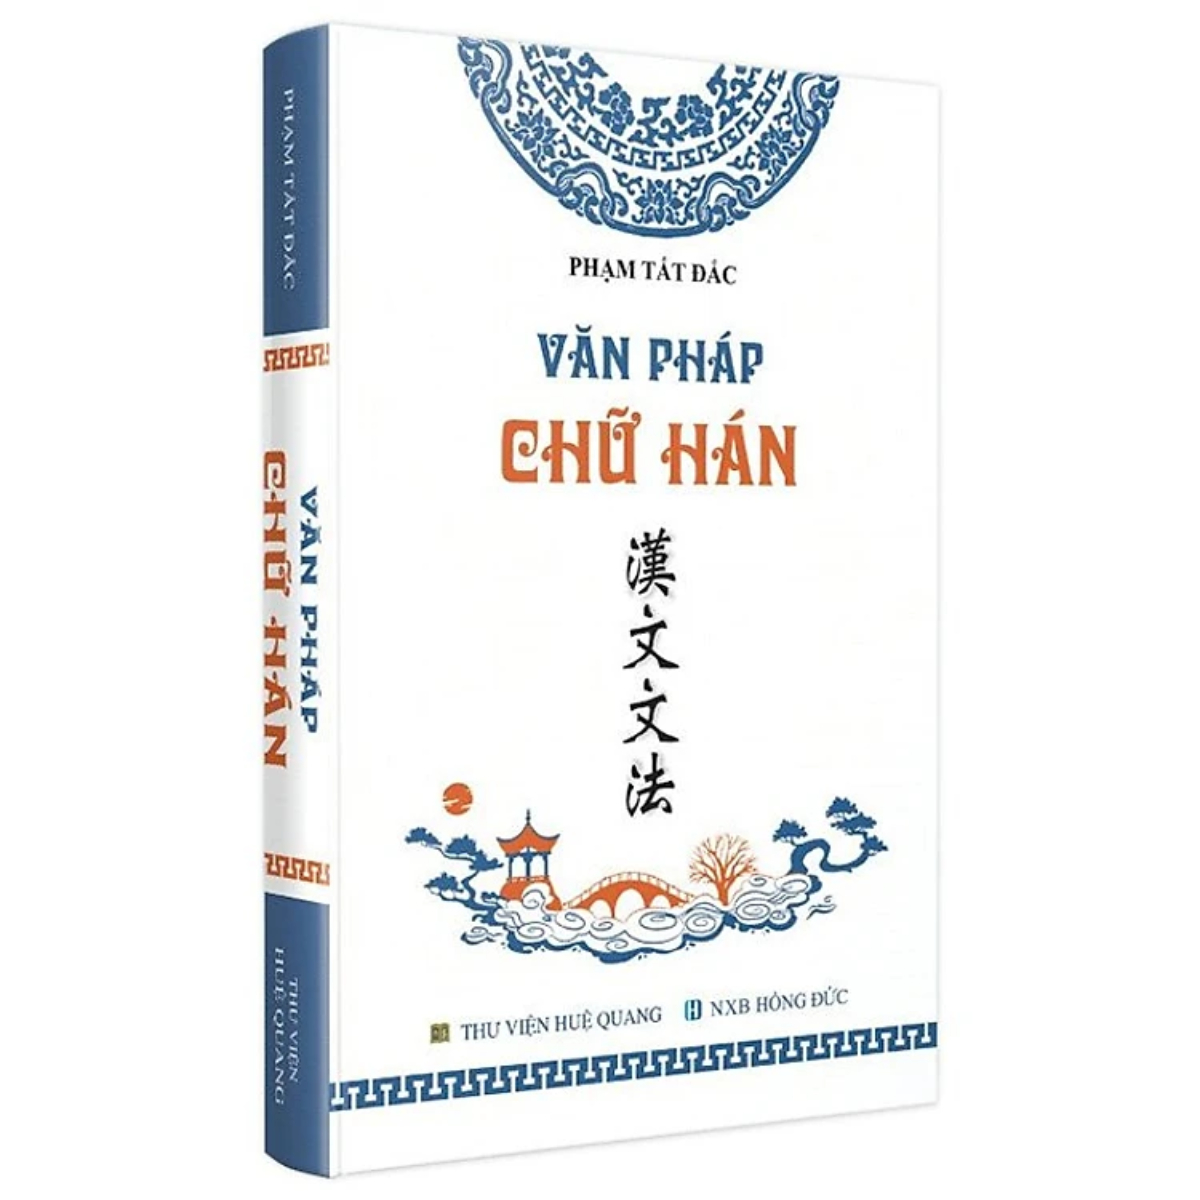 PHẠM TẤT ĐẮC
VĂN PHÁP
CHỮ HÁN
漢文文法
THƯ VIỆN HUỆ QUANG
NXB HỒNG ĐỨC
PHẠM TẤT ĐẮC
VĂN PHÁP
CHỮ HÁN
THƯ VIỆN
HUỆ QUANG